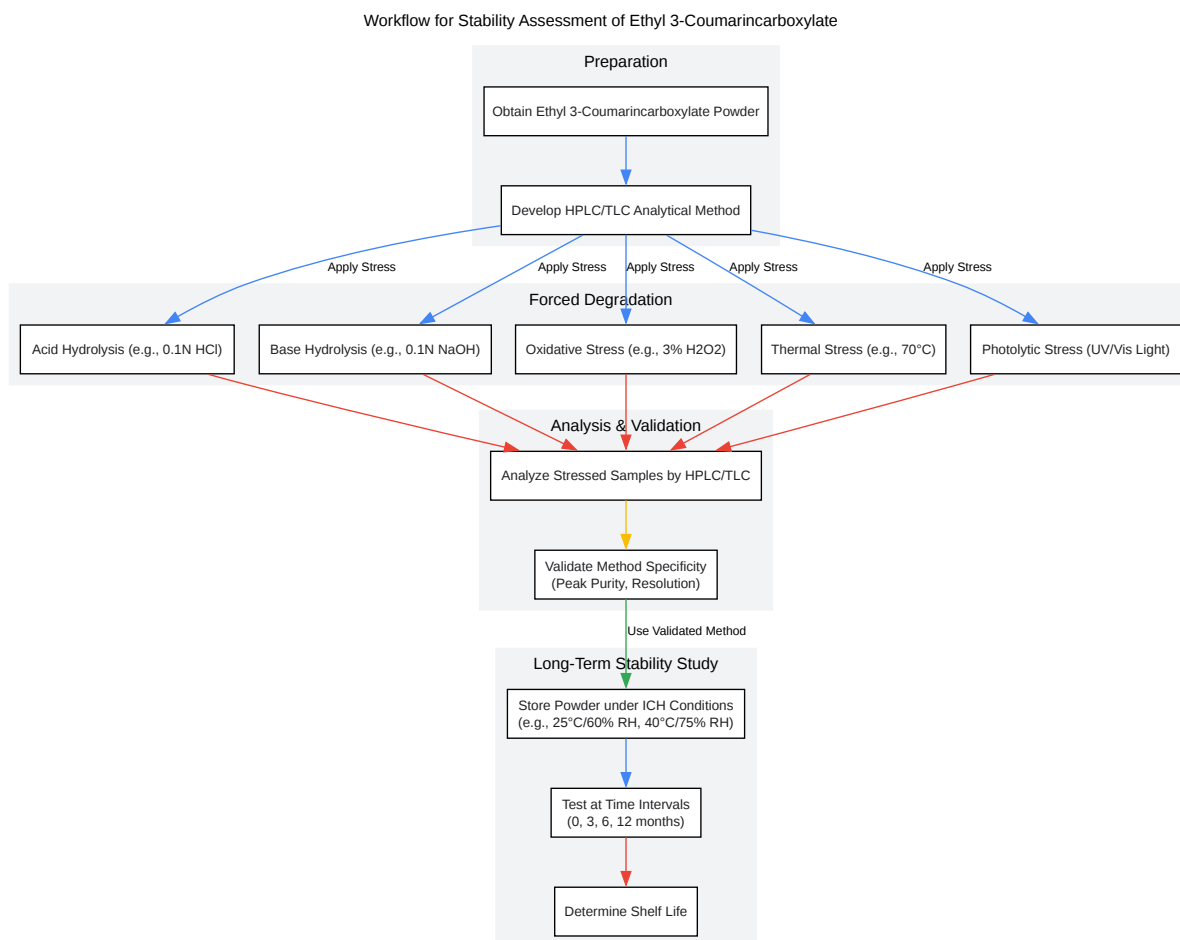 Workflow for Stability Assessment of Ethyl 3-Coumarincarboxylate
Preparation
Obtain Ethyl 3-Coumarincarboxylate Powder
Develop HPLC/TLC Analytical Method
Apply Stress
Apply Stress
Apply Stress
Apply Stress
Apply Stress
Forced Degradation
Acid Hydrolysis (e.g., 0.1N HCl)
Base Hydrolysis (e.g., 0.1N NaOH)
Oxidative Stress (e.g., 3% H2O2)
Thermal Stress (e.g., 70°C)
Photolytic Stress (UV/Vis Light)
Analysis & Validation
Analyze Stressed Samples by HPLC/TLC
Validate Method Specificity
(Peak Purity, Resolution)
Use Validated Method
Long-Term Stability Study
Store Powder under ICH Conditions
(e.g., 25°C/60% RH, 40°C/75% RH)
Test at Time Intervals
(0, 3, 6, 12 months)
Determine Shelf Life